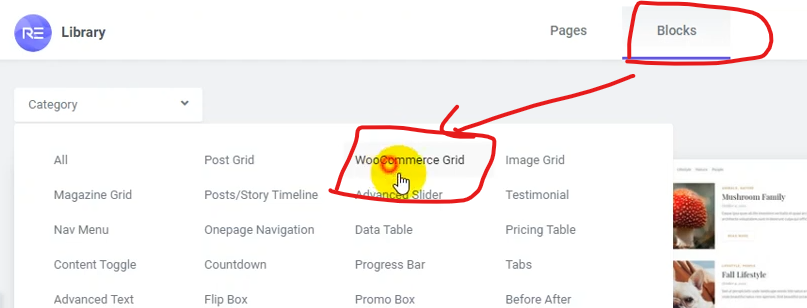 RE Library Pages Blocks
Category
All Post Grid WooCommerce Grid Image Grid
Magazine Grid Posts/Story Timeline Advanced Slider Testimonial
Nav Menu Onepage Navigation Data Table Pricing Table
Content Toggle Countdown Progress Bar Tabs
Advanced Text Flip Box Promo Box Before After
Mushroom Family
READ MORE
Fall Lifestyle